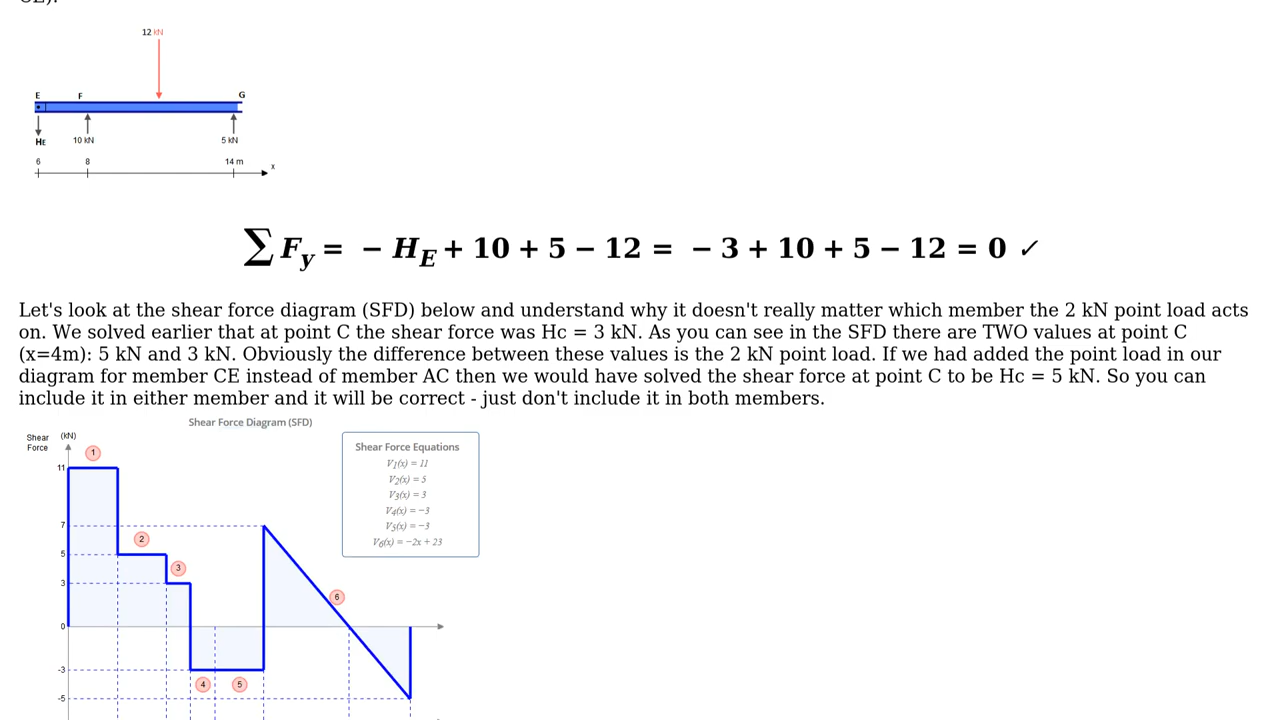 12 kN
E F G
HE 10 kN 5 kN
6 8 14 m x
∑ Fy = − HE + 10 + 5 − 12 = − 3 + 10 + 5 − 12 = 0 ✓
Let's look at the shear force diagram (SFD) below and understand why it doesn't really matter which member the 2 kN point load acts
on. We solved earlier that at point C the shear force was Hc = 3 kN. As you can see in the SFD there are TWO values at point C
(x=4m): 5 kN and 3 kN. Obviously the difference between these values is the 2 kN point load. If we had added the point load in our
diagram for member CE instead of member AC then we would have solved the shear force at point C to be Hc = 5 kN. So you can
include it in either member and it will be correct - just don't include it in both members.
Shear Force Diagram (SFD)
Shear (kN)
Force
1
11
7
2
5
3
3
6
0
-3
4 5
-5
Shear Force Equations
V1(x) = 11
V2(x) = 5
V3(x) = 3
V4(x) = −3
V5(x) = −3
V6(x) = −2x + 23